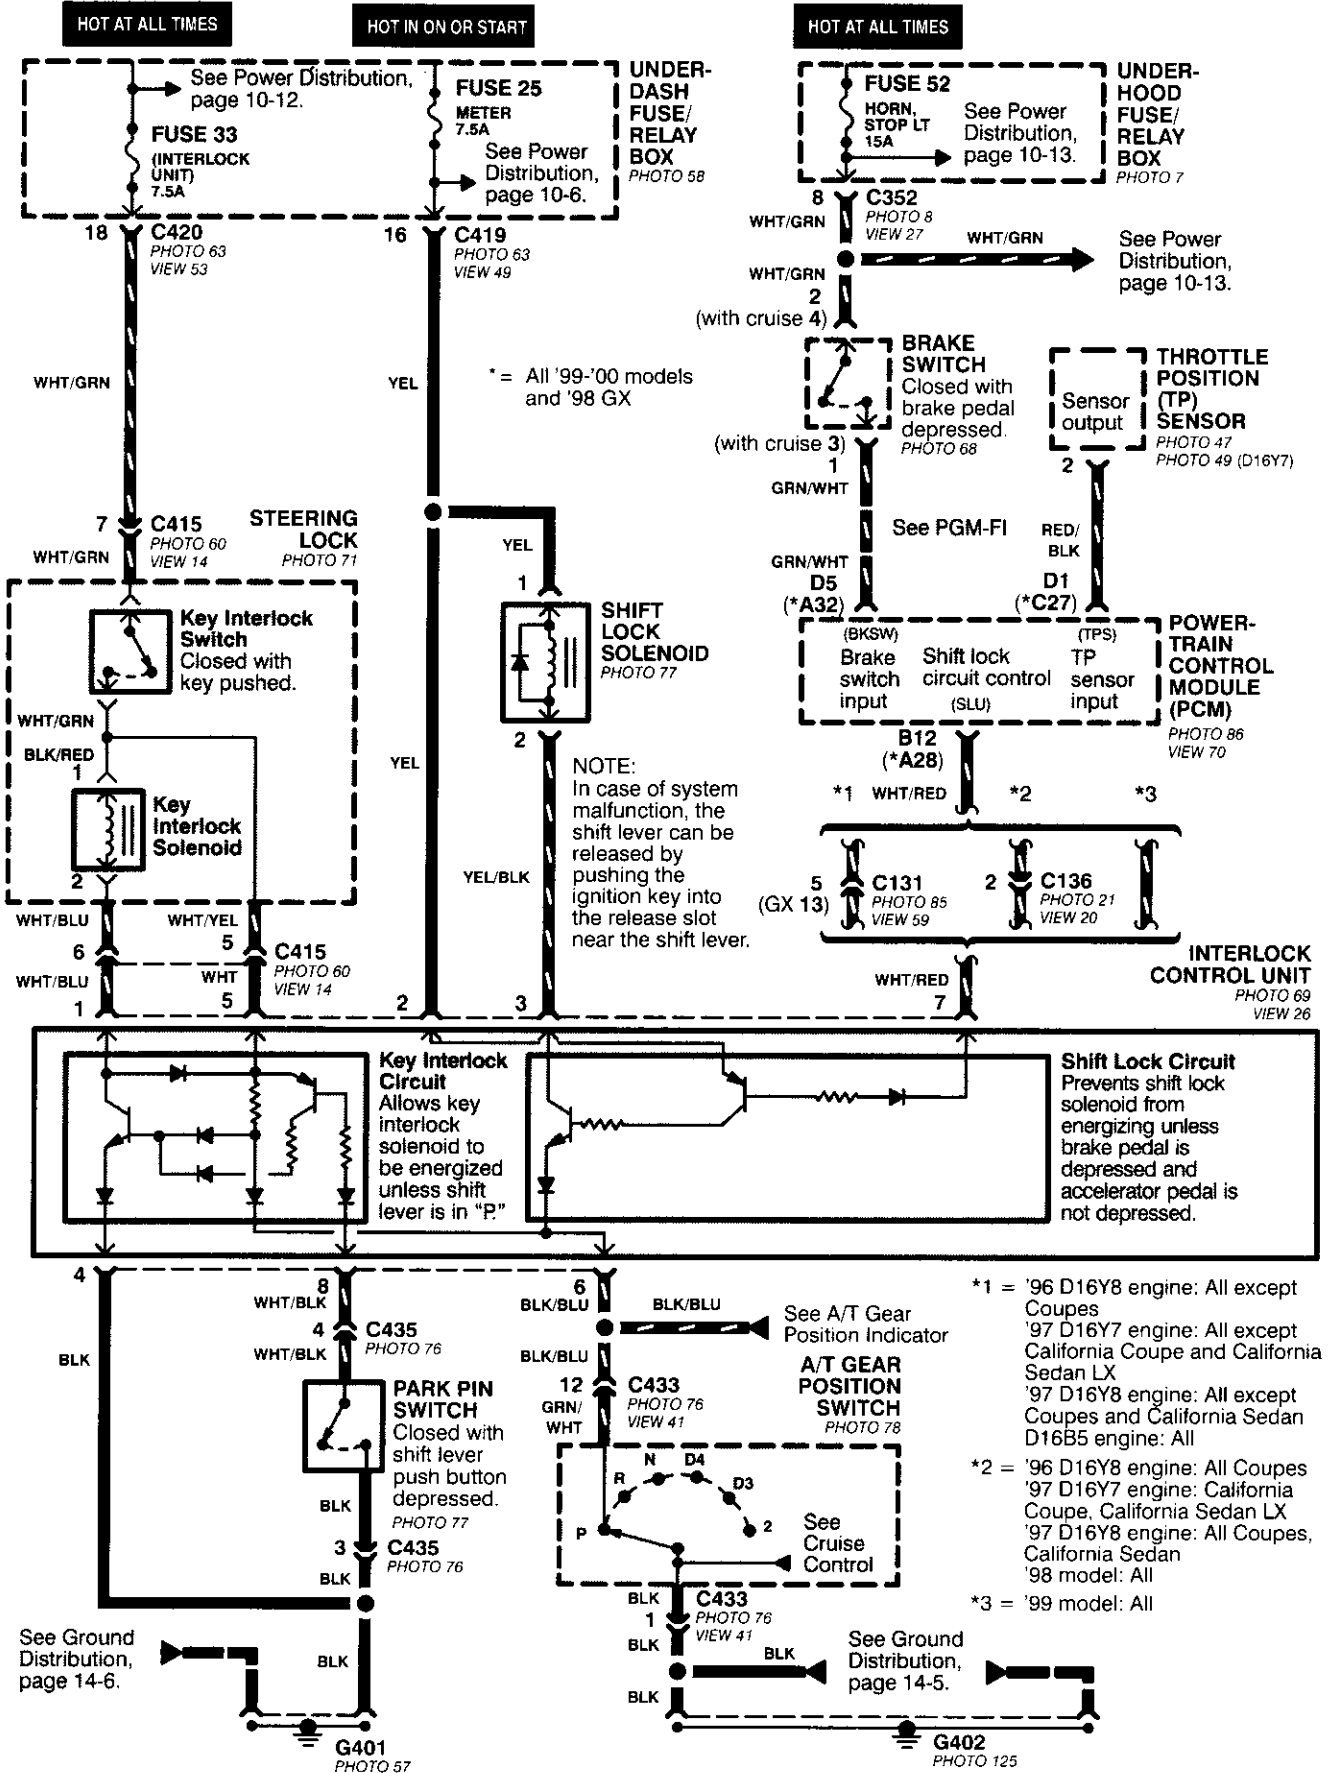 HOT AT ALL TIMES
HOT IN ON OR START
HOT AT ALL TIMES
See Power Distribution,
page 10-12.
FUSE 33
(INTERLOCK
UNIT)
7.5A
FUSE 25
METER
7.5A
See Power
Distribution,
page 10-6.
UNDER-
DASH
FUSE/
RELAY
BOX
PHOTO 58
FUSE 52
HORN,
STOP LT
15A
See Power
Distribution,
page 10-13.
UNDER-
HOOD
FUSE/
RELAY
BOX
PHOTO 7
18
C420
PHOTO 63
VIEW 53
16
C419
PHOTO 63
VIEW 49
8
C352
PHOTO 8
VIEW 27
WHT/GRN
WHT/GRN
WHT/GRN
See Power
Distribution,
page 10-13.
2
(with cruise 4)
WHT/GRN
YEL
* = All '99-'00 models
and '98 GX
BRAKE
SWITCH
Closed with
brake pedal
depressed.
PHOTO 68
THROTTLE
POSITION
(TP)
SENSOR
PHOTO 47
PHOTO 49 (D16Y7)
Sensor
output
(with cruise 3)
1
GRN/WHT
2
See PGM-FI
RED/
BLK
GRN/WHT
D5
(*A32)
D1
(*C27)
7
C415
PHOTO 60
VIEW 14
WHT/GRN
STEERING
LOCK
PHOTO 71
YEL
1
SHIFT
LOCK
SOLENOID
PHOTO 77
2
Key Interlock
Switch
Closed with
key pushed.
WHT/GRN
BLK/RED
1
Key
Interlock
Solenoid
2
(BKSW)
Brake
switch
input
Shift lock
circuit control
(SLU)
(TPS)
TP
sensor
input
POWER-
TRAIN
CONTROL
MODULE
(PCM)
PHOTO 86
VIEW 70
B12
(*A28)
YEL
NOTE:
In case of system
malfunction, the
shift lever can be
released by
pushing the
ignition key into
the release slot
near the shift lever.
*1
WHT/RED
*2
*3
YEL/BLK
5
(GX 13)
C131
PHOTO 85
VIEW 59
2
C136
PHOTO 21
VIEW 20
WHT/BLU
WHT/YEL
6
5
C415
PHOTO 60
VIEW 14
WHT/BLU
WHT
1
5
2
3
WHT/RED
7
INTERLOCK
CONTROL UNIT
PHOTO 69
VIEW 26
Key Interlock
Circuit
Allows key
interlock
solenoid to
be energized
unless shift
lever is in "P."
Shift Lock Circuit
Prevents shift lock
solenoid from
energizing unless
brake pedal is
depressed and
accelerator pedal is
not depressed.
4
8
6
WHT/BLK
4
C435
PHOTO 76
WHT/BLK
BLK
BLK/BLU
BLK/BLU
See A/T Gear
Position Indicator
BLK/BLU
12
C433
PHOTO 76
VIEW 41
GRN/
WHT
A/T GEAR
POSITION
SWITCH
PHOTO 78
PARK PIN
SWITCH
Closed with
shift lever
push button
depressed.
PHOTO 77
BLK
3
C435
PHOTO 76
BLK
P
R
N
D4
D3
2
See
Cruise
Control
BLK
1
C433
PHOTO 76
VIEW 41
BLK
BLK
BLK
See Ground
Distribution,
page 14-6.
BLK
See Ground
Distribution,
page 14-5.
G401
PHOTO 57
G402
PHOTO 125
*1 = '96 D16Y8 engine: All except
Coupes
'97 D16Y7 engine: All except
California Coupe and California
Sedan LX
'97 D16Y8 engine: All except
Coupes and California Sedan
D16B5 engine: All
*2 = '96 D16Y8 engine: All Coupes
'97 D16Y7 engine: California
Coupe, California Sedan LX
'97 D16Y8 engine: All Coupes,
California Sedan
'98 model: All
*3 = '99 model: All